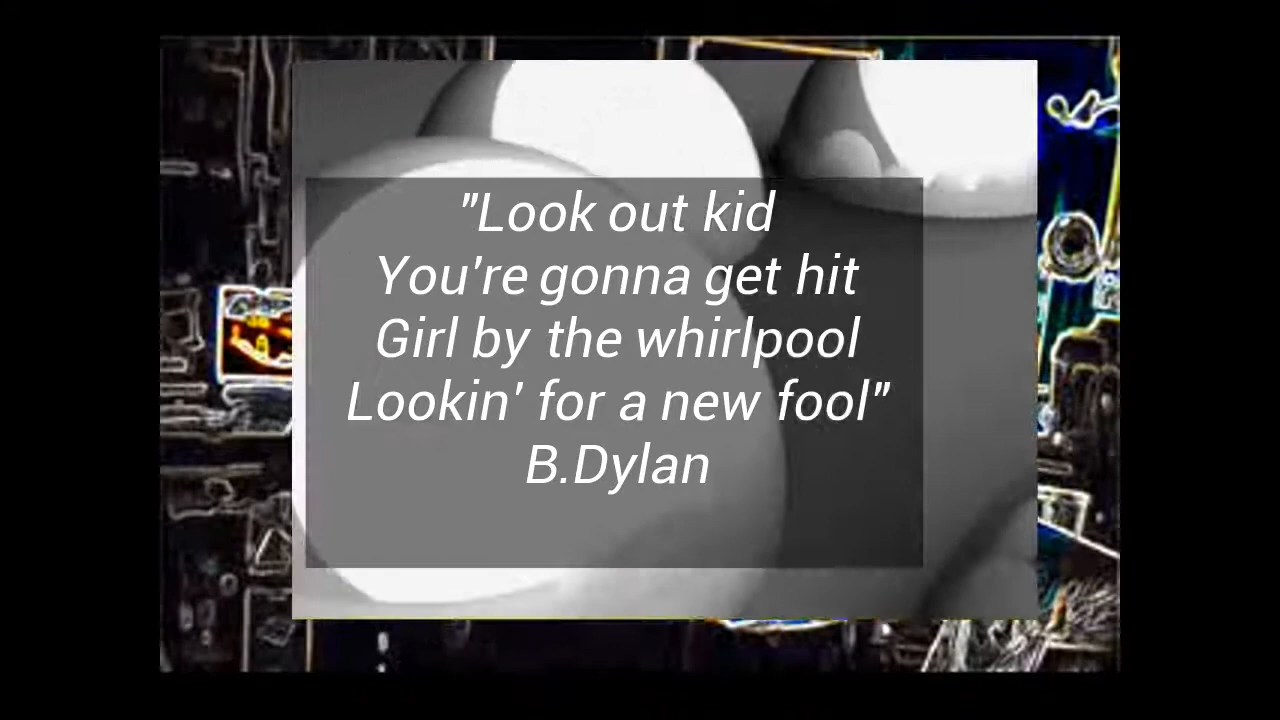 "Look out kid
You're gonna get hit
Girl by the whirlpool
Lookin' for a new fool"
B.Dylan